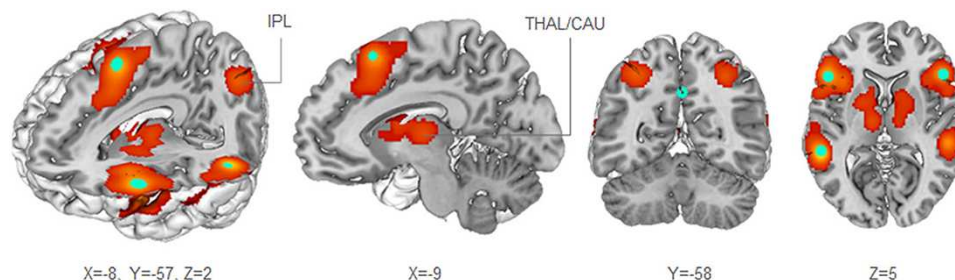 IPL
THAL/CAU
X=-8, Y=-57, Z=2
X=-9
Y=-58
Z=5